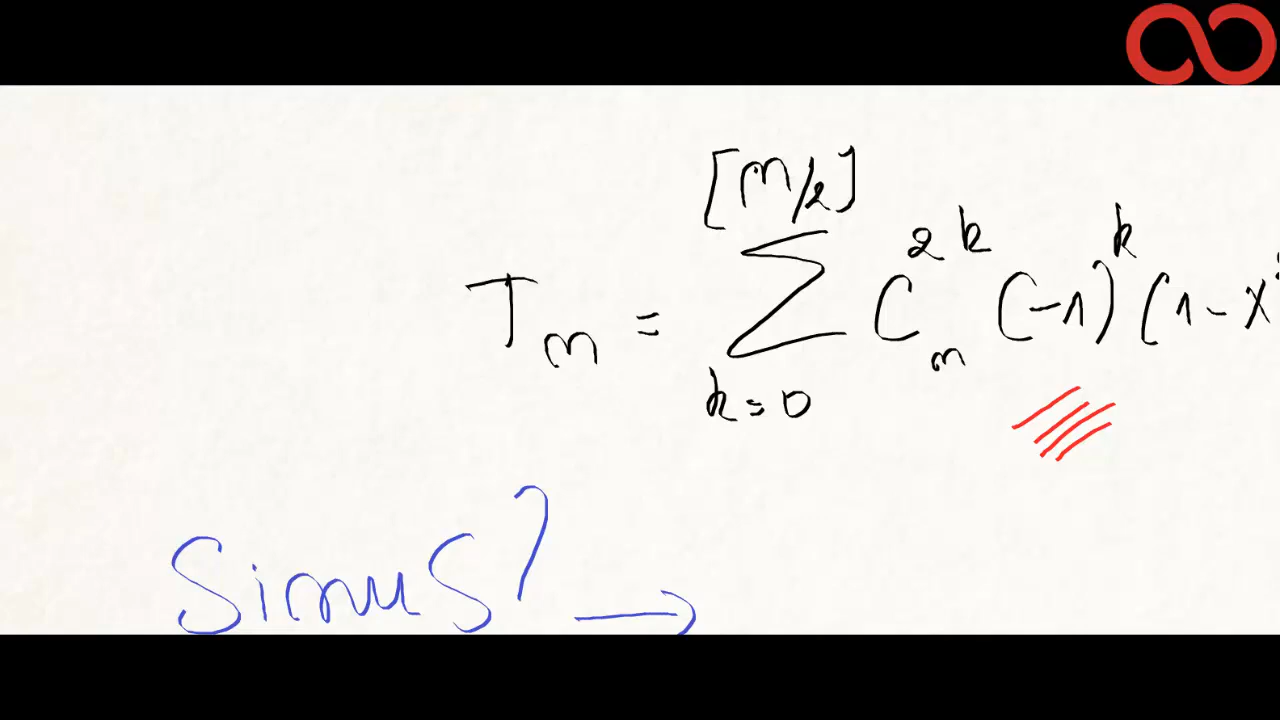 [n/2]
T_n = Σ C_n^{2k} (-1)^k (1-X
k=0
Sinus? →